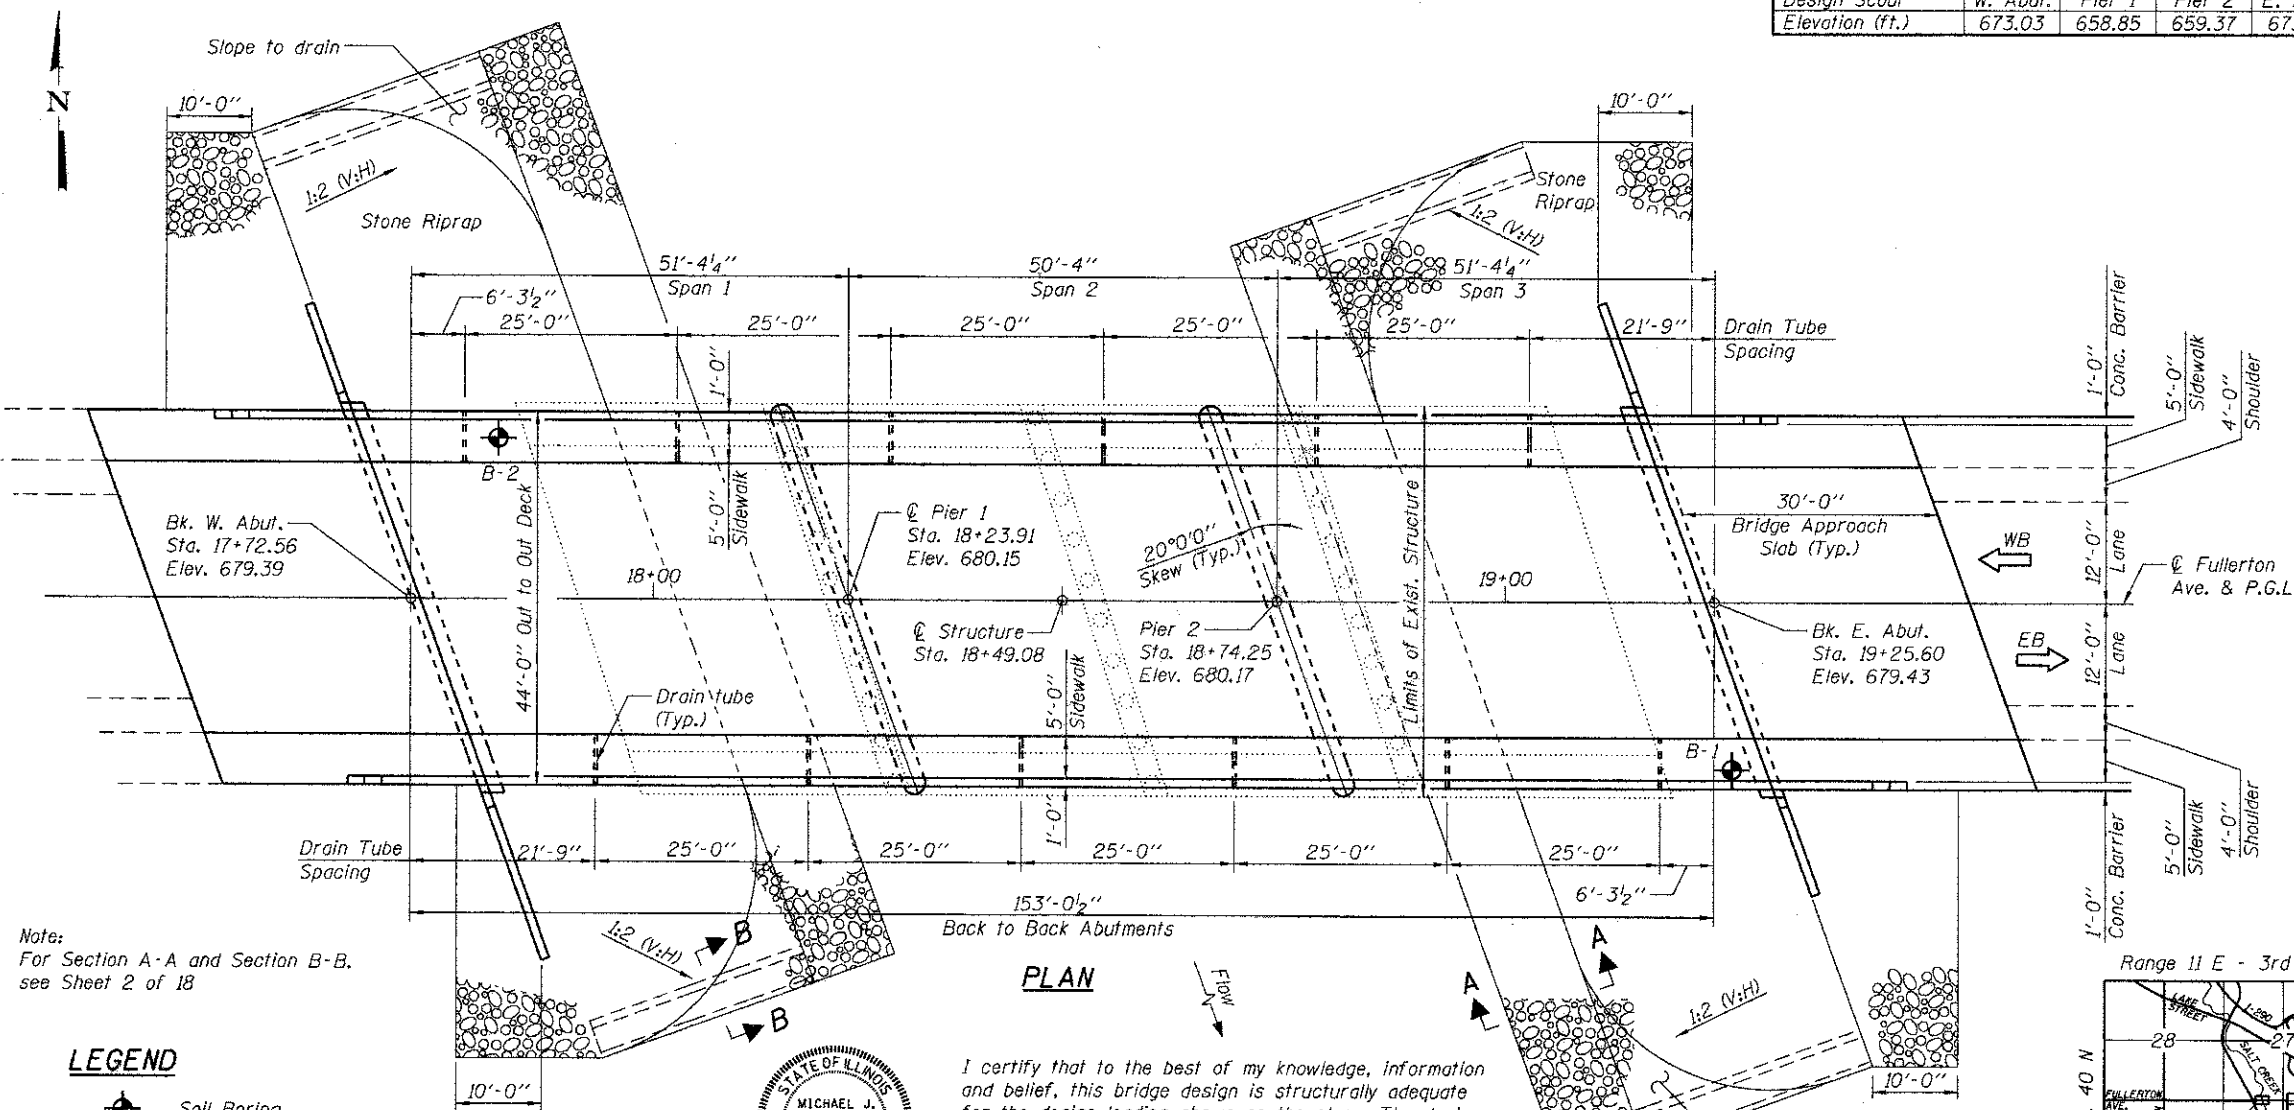 Design Scour W. Abut. Pier 1 Pier 2
Elevation (ft.) 673.03 658.85 659.37
N
Slope to drain
10'-0"
1:2 (V:H)
Stone Riprap
10'-0"
Stone
Riprap
1:2 (V:H)
51'-4¼"
Span 1
50'-4"
Span 2
51'-4¼"
Span 3
6'-3½"
25'-0"
25'-0"
25'-0"
25'-0"
25'-0"
21'-9"
Drain Tube
Spacing
1'-0"
1'-0"
Conc. Barrier
5'-0"
Sidewalk
4'-0"
Shoulder
B-2
44'-0" Out to Out Deck
5'-0"
Sidewalk
Bk. W. Abut.
Sta. 17+72.56
Elev. 679.39
18+00
℄ Pier 1
Sta. 18+23.91
Elev. 680.15
20°0'0"
Skew (Typ.)
Limits of Exist. Structure
30'-0"
Bridge Approach
Slab (Typ.)
19+00
WB
12'-0"
Lane
℄ Fullerton
Ave. & P.G.L
℄ Structure
Sta. 18+49.08
Pier 2
Sta. 18+74.25
Elev. 680.17
Bk. E. Abut.
Sta. 19+25.60
Elev. 679.43
EB
12'-0"
Lane
Drain tube
(Typ.)
5'-0"
Sidewalk
B-1
1'-0"
Drain Tube
Spacing
21'-9"
25'-0"
25'-0"
25'-0"
25'-0"
25'-0"
6'-3½"
1'-0"
Conc. Barrier
5'-0"
Sidewalk
4'-0"
Shoulder
153'-0½"
Back to Back Abutments
Note:
For Section A-A and Section B-B.
see Sheet 2 of 18
1:2 (V:H)
B
B
PLAN
Flow
A
A
1:2 (V:H)
10'-0"
10'-0"
LEGEND
Soil Boring
STATE OF ILLINOIS
MICHAEL J.
I certify that to the best of my knowledge, information
and belief, this bridge design is structurally adequate
Range 11 E - 3rd
LAKE
STREET
I-290
28
27
SALT CREEK
40 N
FULLERTON
AVE.